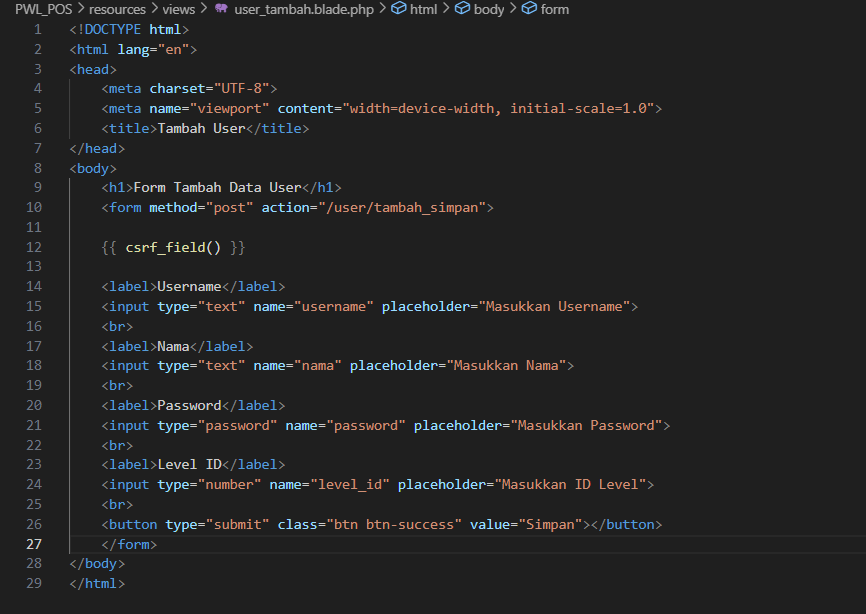 PWL_POS > resources > views > user_tambah.blade.php > html > body > form
1 <!DOCTYPE html>
2 <html lang="en">
3 <head>
4     <meta charset="UTF-8">
5     <meta name="viewport" content="width=device-width, initial-scale=1.0">
6     <title>Tambah User</title>
7 </head>
8 <body>
9     <h1>Form Tambah Data User</h1>
10     <form method="post" action="/user/tambah_simpan">
11
12     {{ csrf_field() }}
13
14     <label>Username</label>
15     <input type="text" name="username" placeholder="Masukkan Username">
16     <br>
17     <label>Nama</label>
18     <input type="text" name="nama" placeholder="Masukkan Nama">
19     <br>
20     <label>Password</label>
21     <input type="password" name="password" placeholder="Masukkan Password">
22     <br>
23     <label>Level ID</label>
24     <input type="number" name="level_id" placeholder="Masukkan ID Level">
25     <br>
26     <button type="submit" class="btn btn-success" value="Simpan"></button>
27     </form>
28 </body>
29 </html>